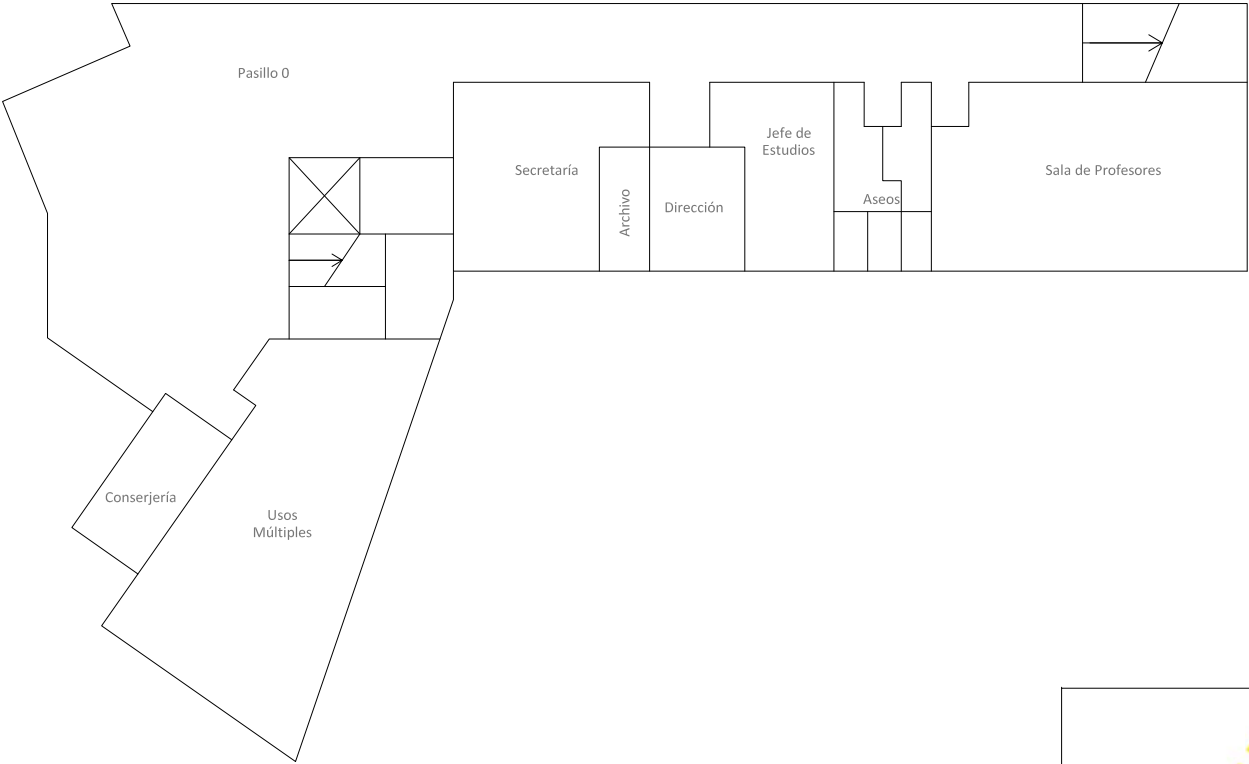 Pasillo 0
Jefe de
Estudios
Secretaría
Sala de Profesores
Archivo
Dirección
Aseos
Conserjería
Usos
Múltiples